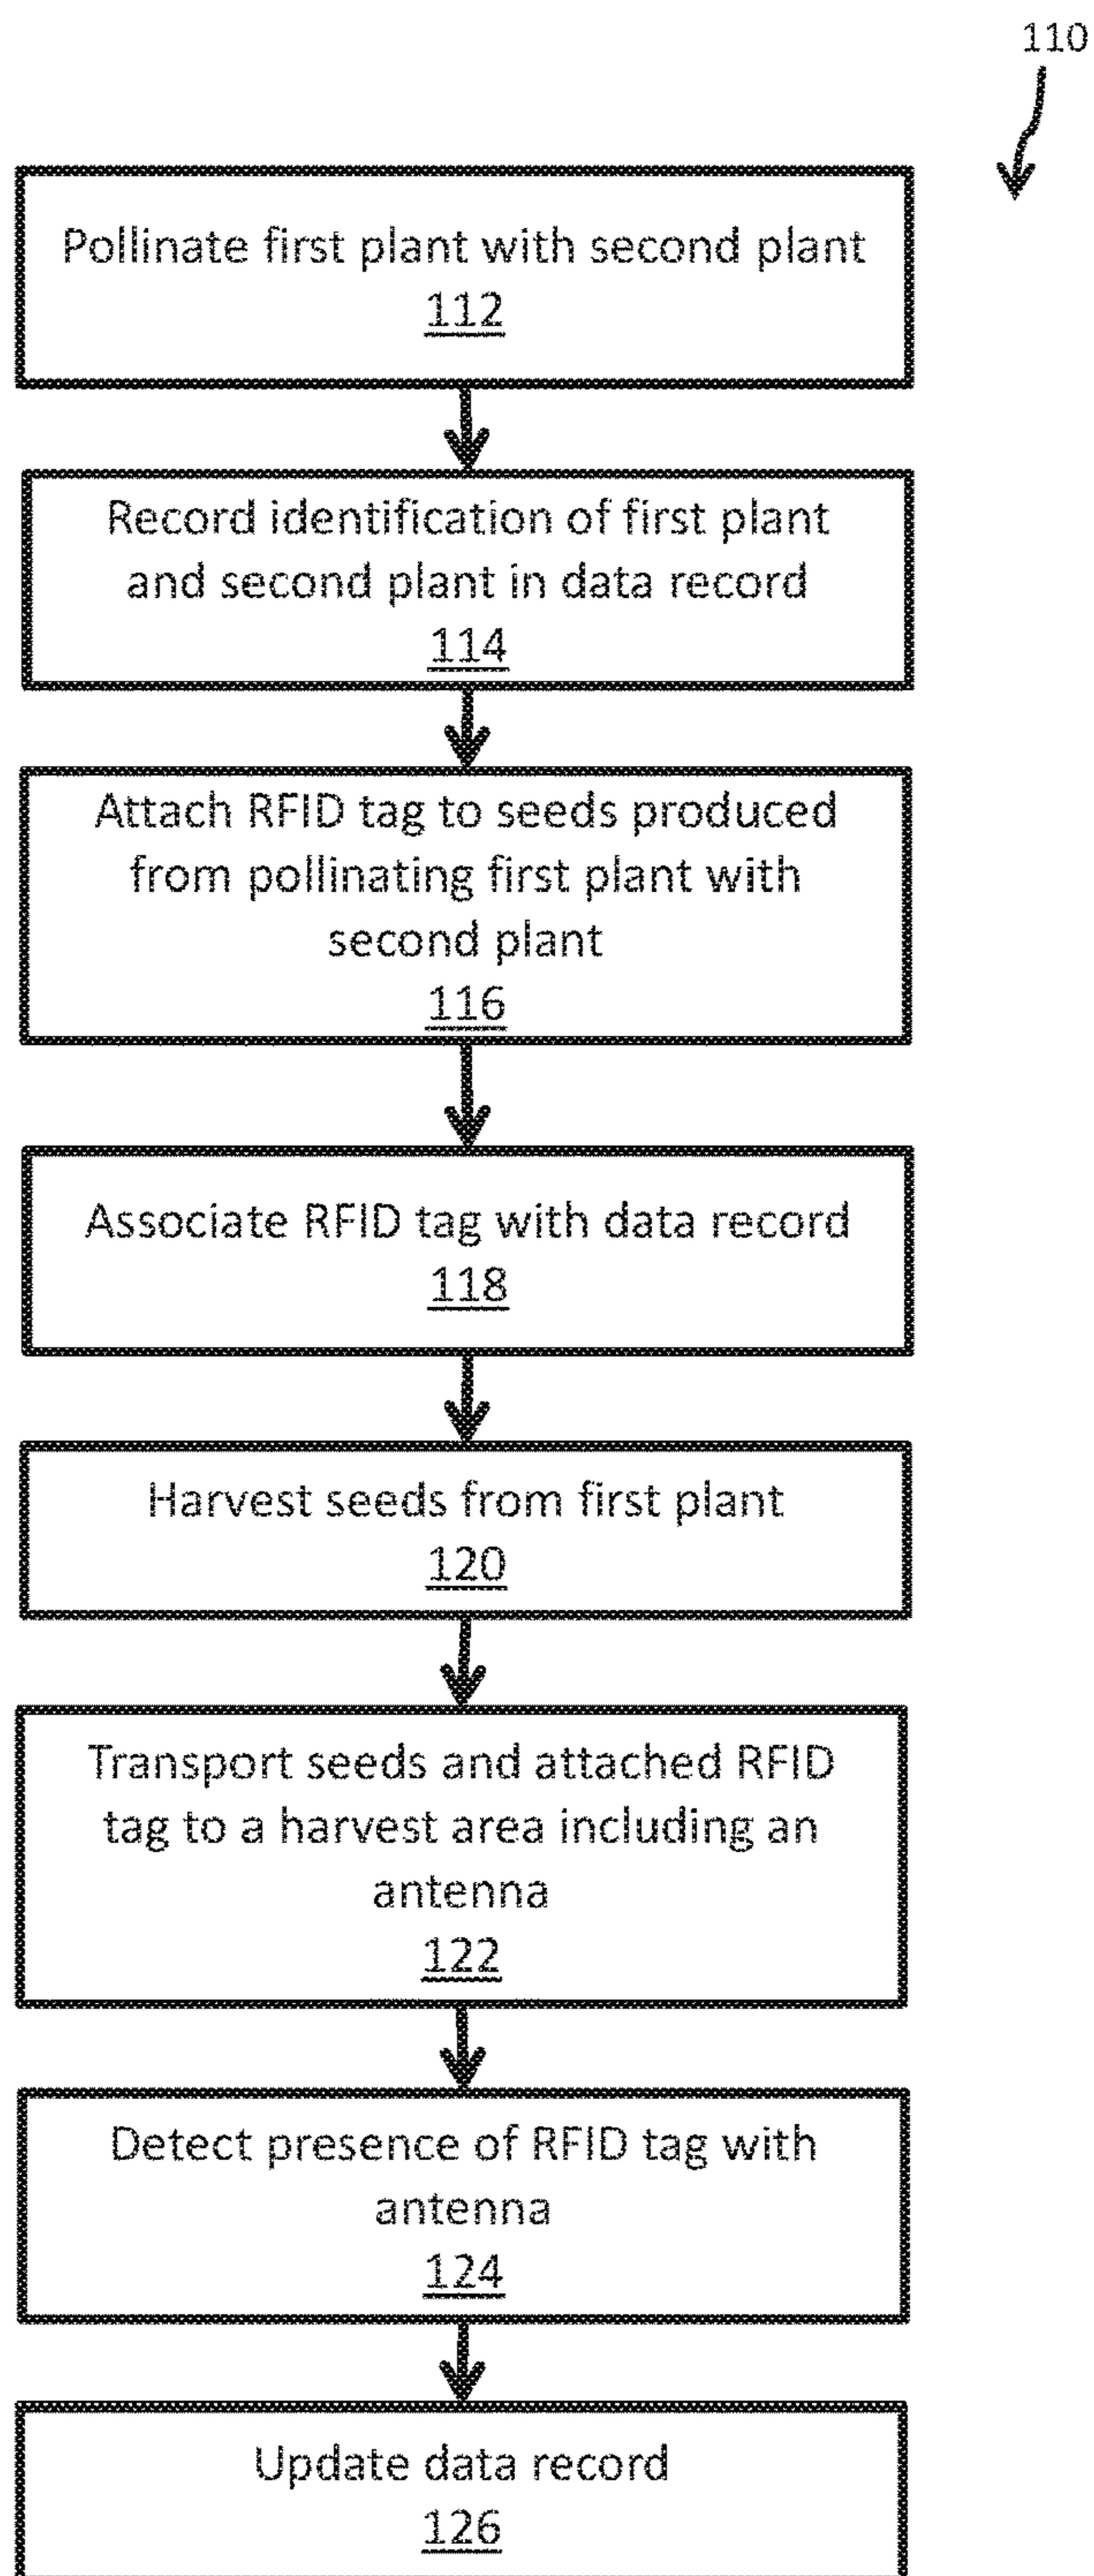 110
Pollinate first plant with second plant
112
Record identification of first plant
and second plant in data record
114
Attach RFID tag to seeds produced
from pollinating first plant with
second plant
116
Associate RFID tag with data record
118
Harvest seeds from first plant
120
Transport seeds and attached RFID
tag to a harvest area including an
antenna
122
Detect presence of RFID tag with
antenna
124
Update data record
126